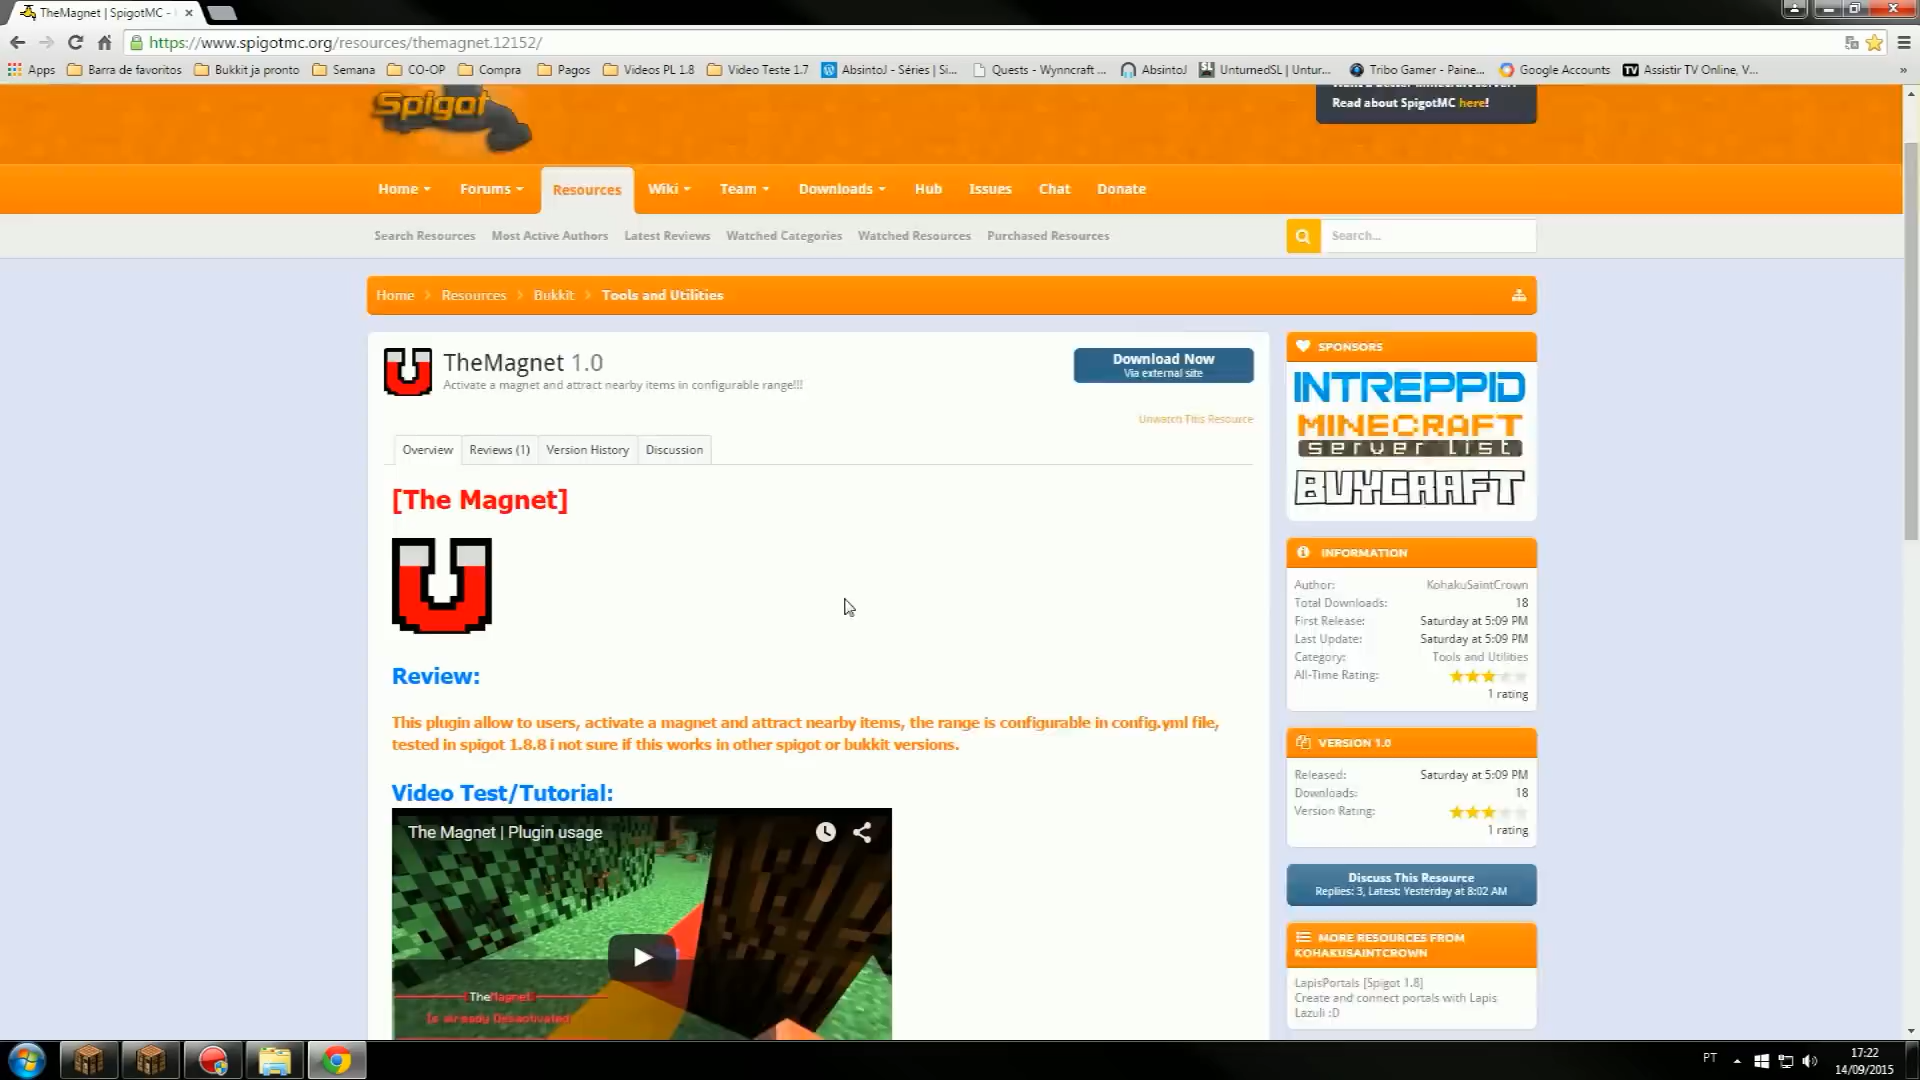 TheMagnet | SpigotMC -
https://www.spigotmc.org/resources/themagnet.12152/
Apps Barra de favoritos Bukkit ja pronto Semana CO-OP Compra Pagos Videos PL 1.8 Video Teste 1.7 AbsintoJ - Séries | Si... Quests - Wynncraft ... AbsintoJ UnturnedSL | Untur... Tribo Gamer - Paine... Google Accounts Assistir TV Online, V... »
Spigot
Read about SpigotMC here!
Home Forums Resources Wiki Team Downloads Hub Issues Chat Donate
Search Resources Most Active Authors Latest Reviews Watched Categories Watched Resources Purchased Resources
Search...
Home Resources Bukkit Tools and Utilities
TheMagnet 1.0
Activate a magnet and attract nearby items in configurable range!!!
Download Now
Via external site
Unwatch This Resource
Overview Reviews (1) Version History Discussion
[The Magnet]
Review:
This plugin allow to users, activate a magnet and attract nearby items, the range is configurable in config.yml file,
tested in spigot 1.8.8 i not sure if this works in other spigot or bukkit versions.
Video Test/Tutorial:
The Magnet | Plugin usage
TheMagnet
Is already Desactivated
SPONSORS
INTREPPID
MINECRAFT
server list
BUYCRAFT
INFORMATION
Author: KohakuSaintCrown
Total Downloads: 18
First Release: Saturday at 5:09 PM
Last Update: Saturday at 5:09 PM
Category: Tools and Utilities
All-Time Rating:
1 rating
VERSION 1.0
Released: Saturday at 5:09 PM
Downloads: 18
Version Rating:
1 rating
Discuss This Resource
Replies: 3, Latest: Yesterday at 8:02 AM
MORE RESOURCES FROM
KOHAKUSAINTCROWN
LapisPortals [Spigot 1.8]
Create and connect portals with Lapis
Lazuli :D
PT
17:22
14/09/2015